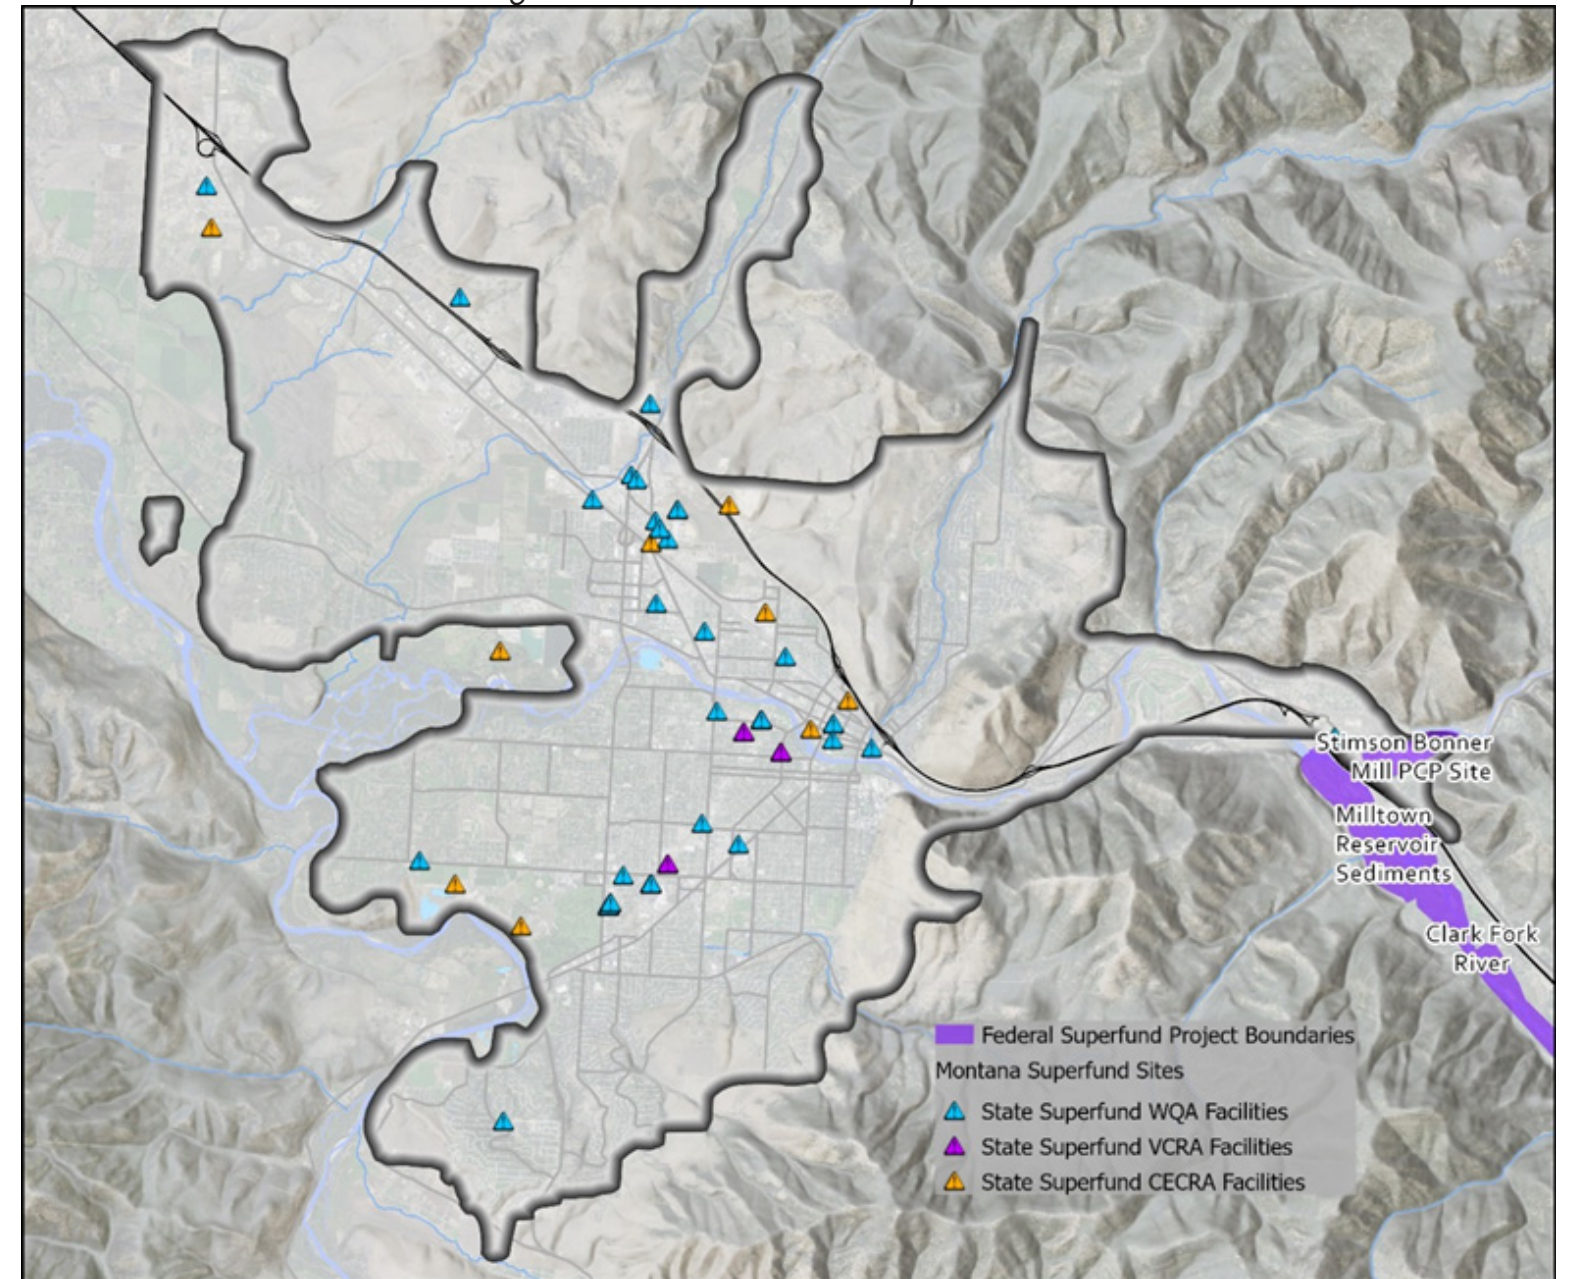 Stimson Bonner
Mill PCP Site
Milltown
Reservoir
Sediments
Clark Fork
River
Federal Superfund Project Boundaries
Montana Superfund Sites
State Superfund WQA Facilities
State Superfund VCRA Facilities
State Superfund CECRA Facilities